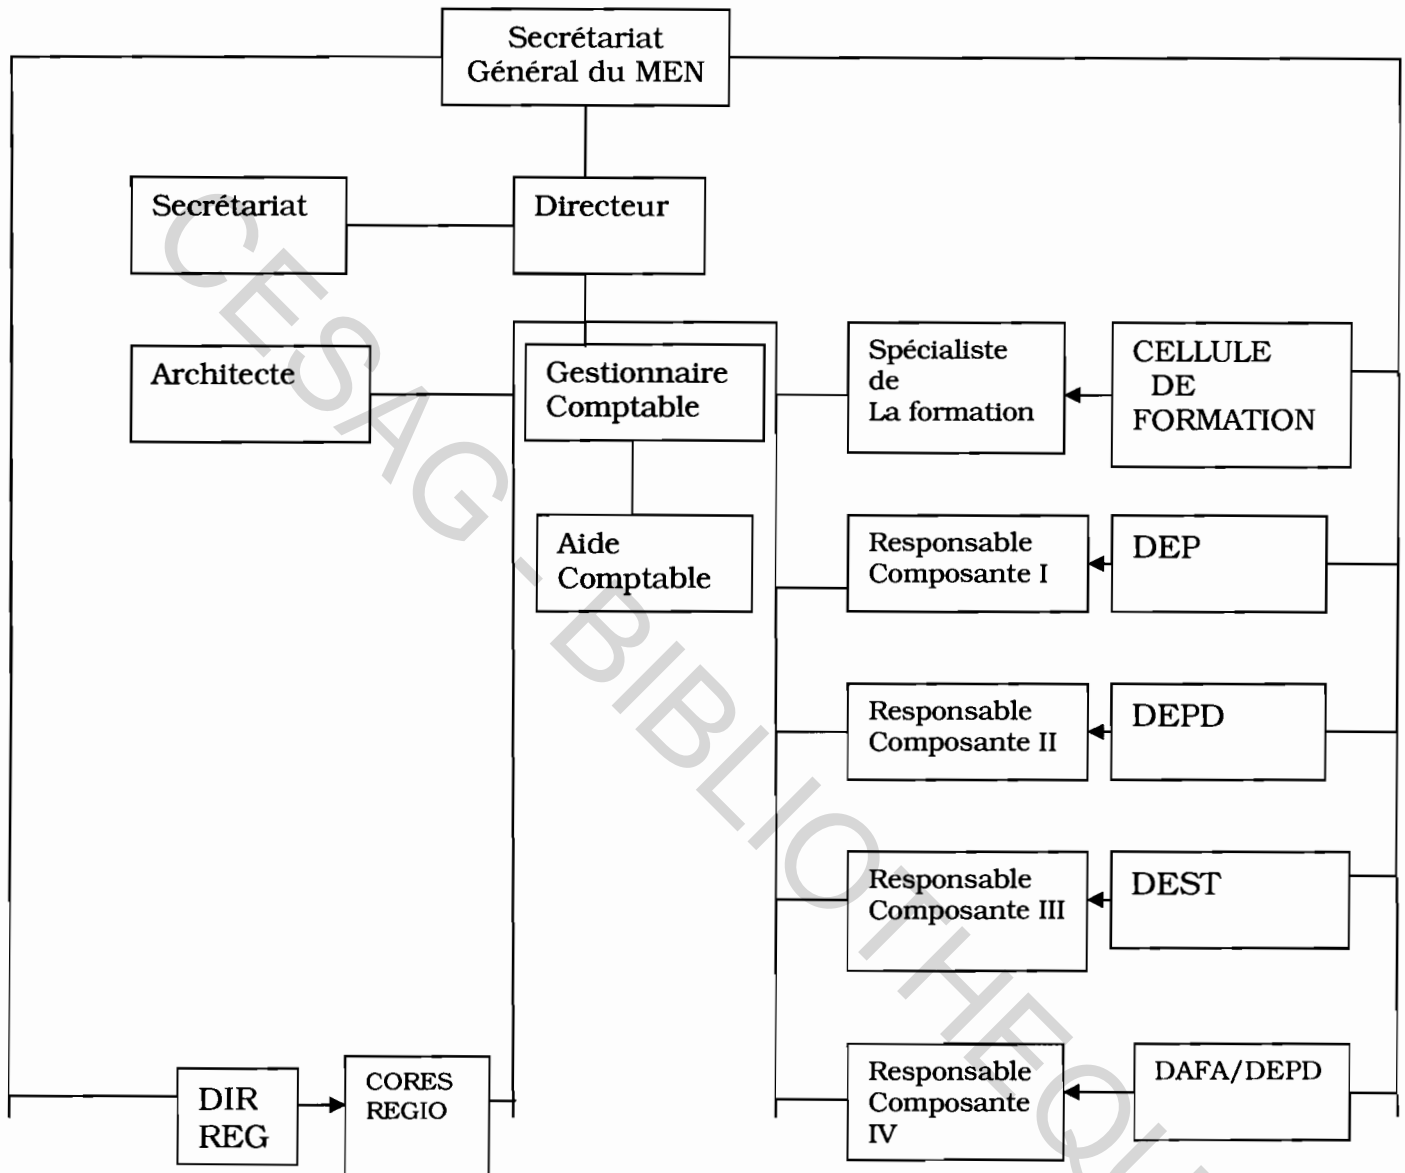 Secrétariat
Général du MEN
Secrétariat
Directeur
Architecte
Gestionnaire
Comptable
Spécialiste
de
La formation
CELLULE
DE
FORMATION
Aide
Comptable
Responsable
Composante I
DEP
Responsable
Composante II
DEPD
Responsable
Composante III
DEST
DIR
REG
CORES
REGIO
Responsable
Composante
IV
DAFA/DEPD
CESAG - BIBLIOTHEQU